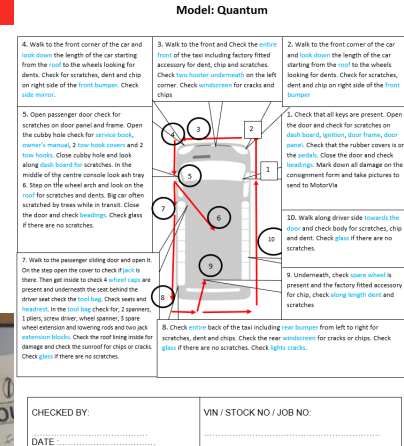 Model: Quantum
4. Walk to the front corner of the car and
look down the length of the car starting
from the roof to the wheels looking for
dents. Check for scratches, dent and chip
on right side of the front bumper. Check
side mirror.
3. Walk to the front and Check the entire
front of the taxi including factory fitted
accessory for dent, chip and scratches.
Check two hooter underneath on the left
corner. Check windscreen for cracks and
chips
2. Walk to the front corner of the car
and look down the length of the car
starting from the roof to the wheels
looking for dents. Check for scratches,
dent and chip on right side of the front
bumper
5. Open passenger door check for
scratches on door panel and frame. Open
the cubby hole check for service book,
owner's manual, 2 tow hook covers and 2
tow hooks. Close cubby hole and look
along dash board for scratches. In the
middle of the centre console look ash tray
6. Step on the wheel arch and look on the
roof for scratches and dents. Big car often
scratched by trees while in transit. Close
the door and check beadings. Check glass
if there are no scratches.
4
3
2
5
1
7
6
10
9
8
1. Check that all keys are present. Open
the door and check for scratches on
dash board, ignition, door frame, door
panel. Check that the rubber covers is on
the pedals. Close the door and check
beadings. Mark down all damage on the
consignment form and take pictures to
send to MotorVia
10. Walk along driver side towards the
door and check body for scratches, chip
and dent. Check glass if there are no
scratches.
7. Walk to the passenger sliding door and open it.
On the step open the cover to check if jack is
there. Then get inside to check 4 wheel caps are
present and underneath the seat behind the
driver seat check the tool bag. Check seats and
headrest. In the tool bag check for; 2 spanners,
1 pliers, screw driver, wheel spanner, 3 spare
wheel extension and lowering rods and two jack
extension blocks. Check the roof lining inside for
damage and check the sunroof for chips or cracks.
Check glass if there are no scratches.
9. Underneath, check spare wheel is
present and the factory fitted accessory
for chip, check along length dent and
scratches
8. Check entire back of the taxi including rear bumper from left to right for
scratches, dent and chips. Check the rear windscreen for cracks or chips. Check
glass if there are no scratches. Check lights cracks.
CHECKED BY:
VIN / STOCK NO / JOB NO:
DATE :